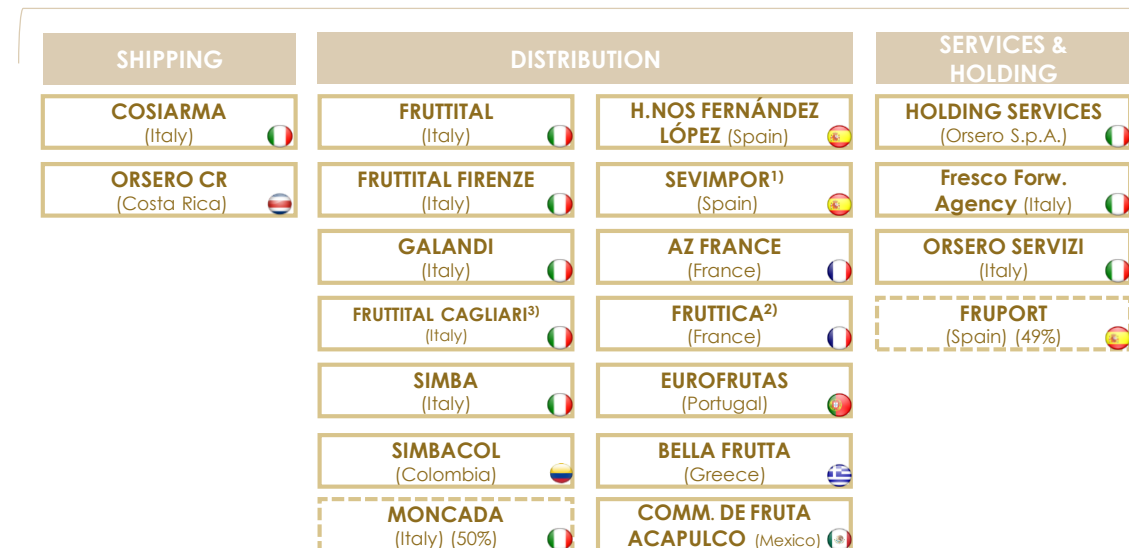 SHIPPING
COSIARMA
(Italy)
ORSERO CR
(Costa Rica)
DISTRIBUTION
FRUTTITAL
(Italy)
FRUTTITAL FIRENZE
(Italy)
GALANDI
(Italy)
FRUTTITAL CAGLIARI3)
(Italy)
SIMBA
(Italy)
SIMBACOL
(Colombia)
MONCADA
(Italy) (50%)
H.NOS FERNÁNDEZ
LÓPEZ (Spain)
SEVIMPOR1)
(Spain)
AZ FRANCE
(France)
FRUTTICA2)
(France)
EUROFRUTAS
(Portugal)
BELLA FRUTTA
(Greece)
COMM. DE FRUTA
ACAPULCO (Mexico)
SERVICES &
HOLDING
HOLDING SERVICES
(Orsero S.p.A.)
Fresco Forw.
Agency (Italy)
ORSERO SERVIZI
(Italy)
FRUPORT
(Spain) (49%)